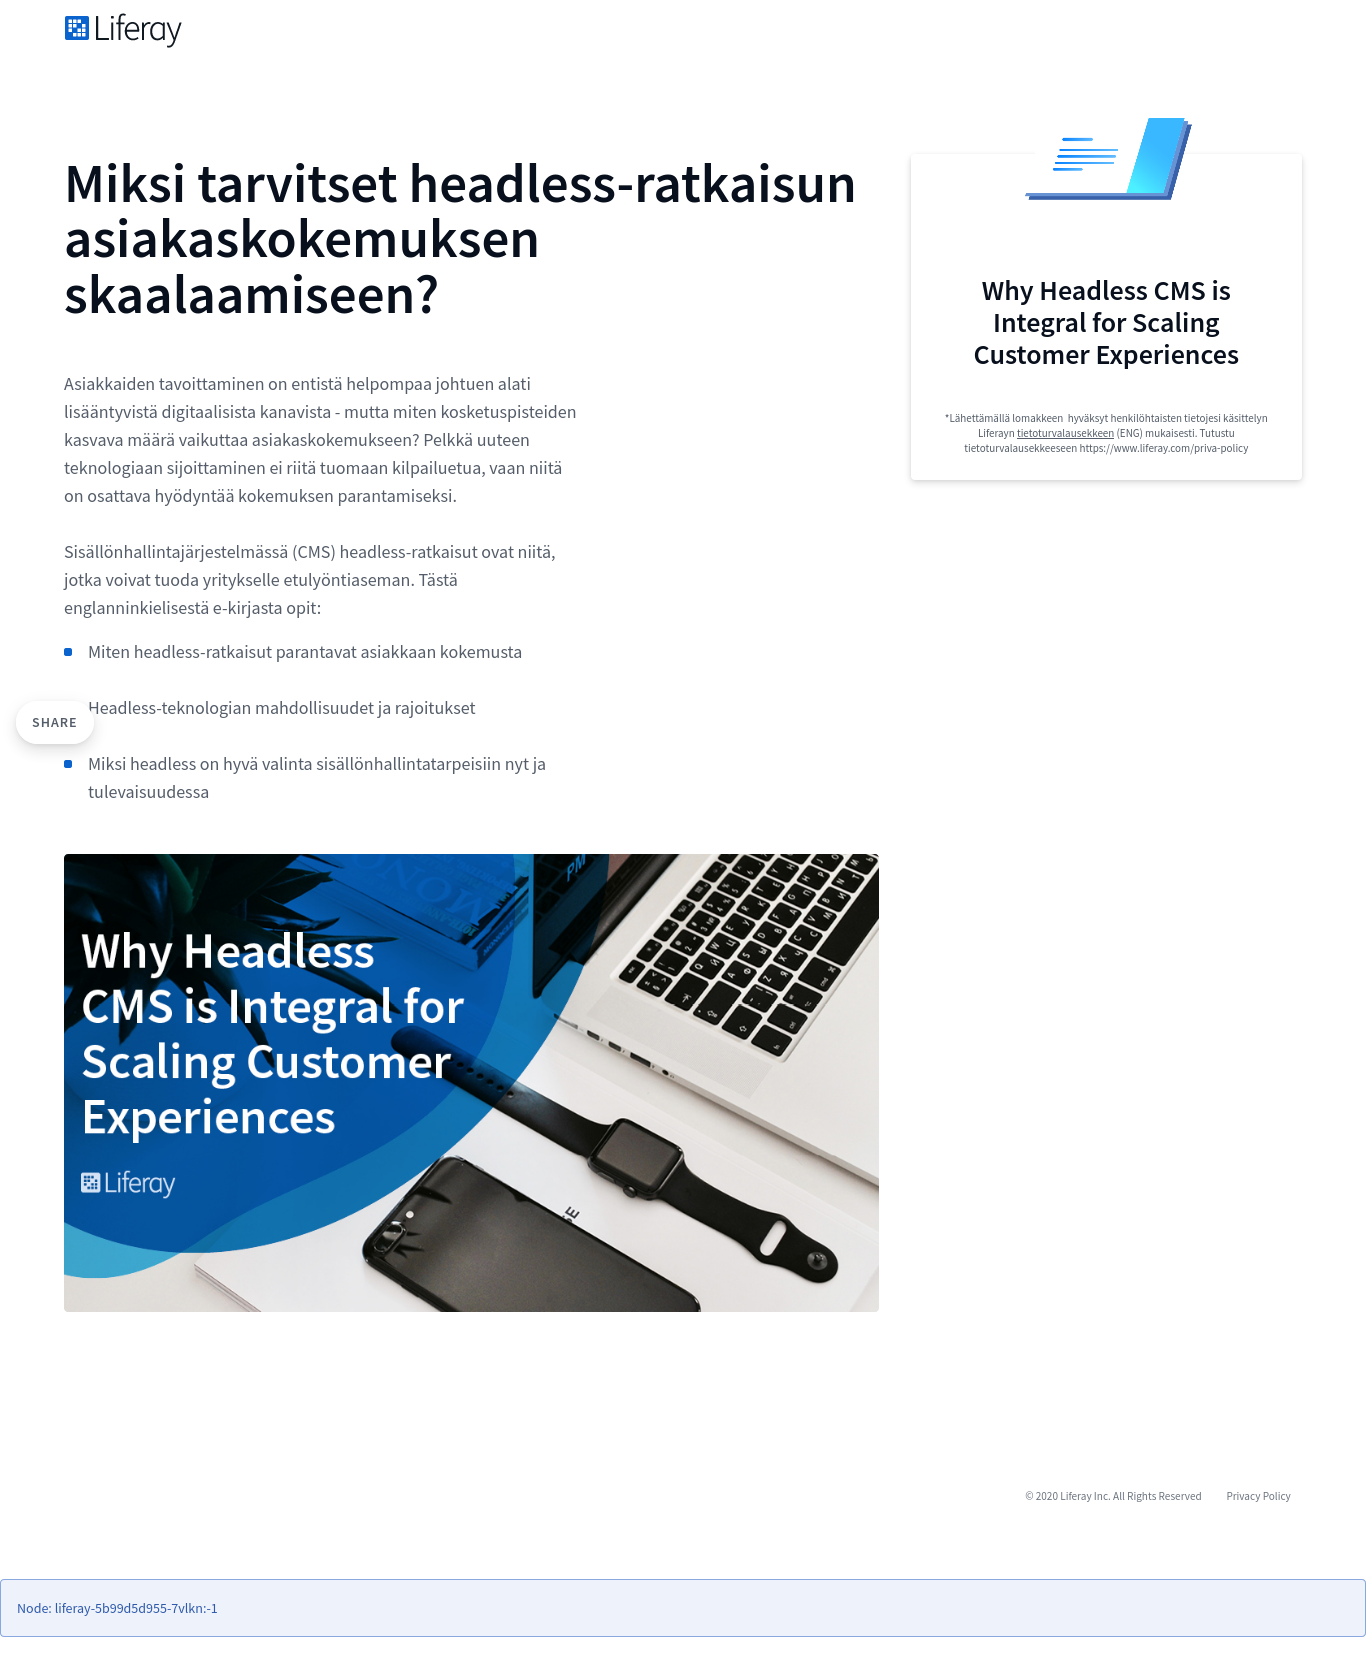 Liferay
Miksi tarvitset headless-ratkaisun
asiakaskokemuksen
skaalaamiseen?
Asiakkaiden tavoittaminen on entistä helpompaa johtuen alati
lisääntyvistä digitaalisista kanavista - mutta miten kosketuspisteiden
kasvava määrä vaikuttaa asiakaskokemukseen? Pelkkä uuteen
teknologiaan sijoittaminen ei riitä tuomaan kilpailuetua, vaan niitä
on osattava hyödyntää kokemuksen parantamiseksi.
Sisällönhallintajärjestelmässä (CMS) headless-ratkaisut ovat niitä,
jotka voivat tuoda yritykselle etulyöntiaseman. Tästä
englanninkielisestä e-kirjasta opit:
Miten headless-ratkaisut parantavat asiakkaan kokemusta
Headless-teknologian mahdollisuudet ja rajoitukset
SHARE
Miksi headless on hyvä valinta sisällönhallintatarpeisiin nyt ja
tulevaisuudessa
Why Headless CMS is
Integral for Scaling
Customer Experiences
*Lähettämällä lomakkeen  hyväksyt henkilöhtaisten tietojesi käsittelyn
Liferayn tietoturvalausekkeen (ENG) mukaisesti. Tutustu
tietoturvalausekkeeseen https://www.liferay.com/priva-policy
Why Headless
CMS is Integral for
Scaling Customer
Experiences
Liferay
PM
© 2020 Liferay Inc. All Rights Reserved
Privacy Policy
Node: liferay-5b99d5d955-7vlkn:-1